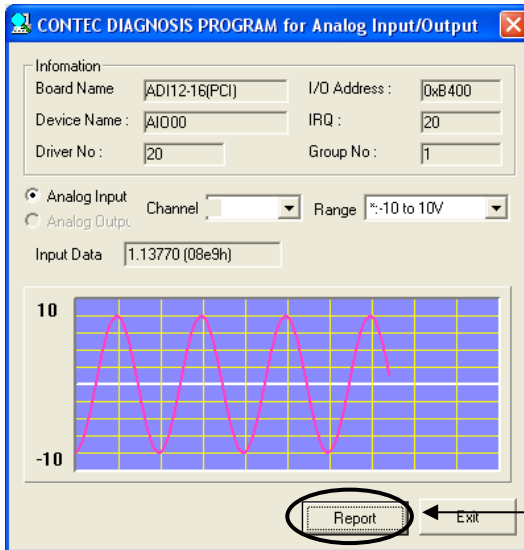 CONTEC DIAGNOSIS PROGRAM for Analog Input/Output
Infomation
Board Name ADI12-16(PCI) I/O Address : 0xB400
Device Name : AIO00 IRQ : 20
Driver No : 20 Group No : 1
Analog Input Channel Range *:-10 to 10V
Analog Outpu
Input Data 1.13770 (08e9h)
10
-10
Report Exit